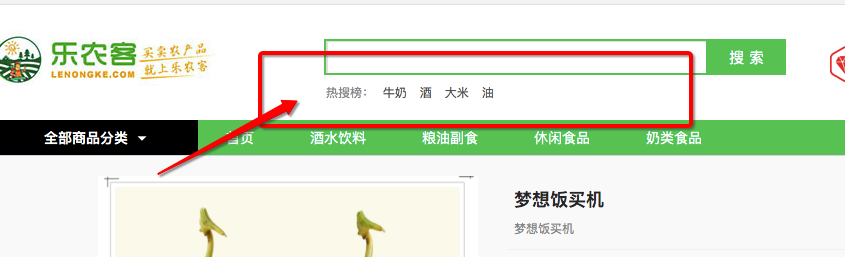 乐农客
LENONGKE.COM
买卖农产品
就上乐农客
搜 索
热搜榜： 牛奶 酒 大米 油
全部商品分类 首页 酒水饮料 粮油副食 休闲食品 奶类食品
梦想饭买机
梦想饭买机